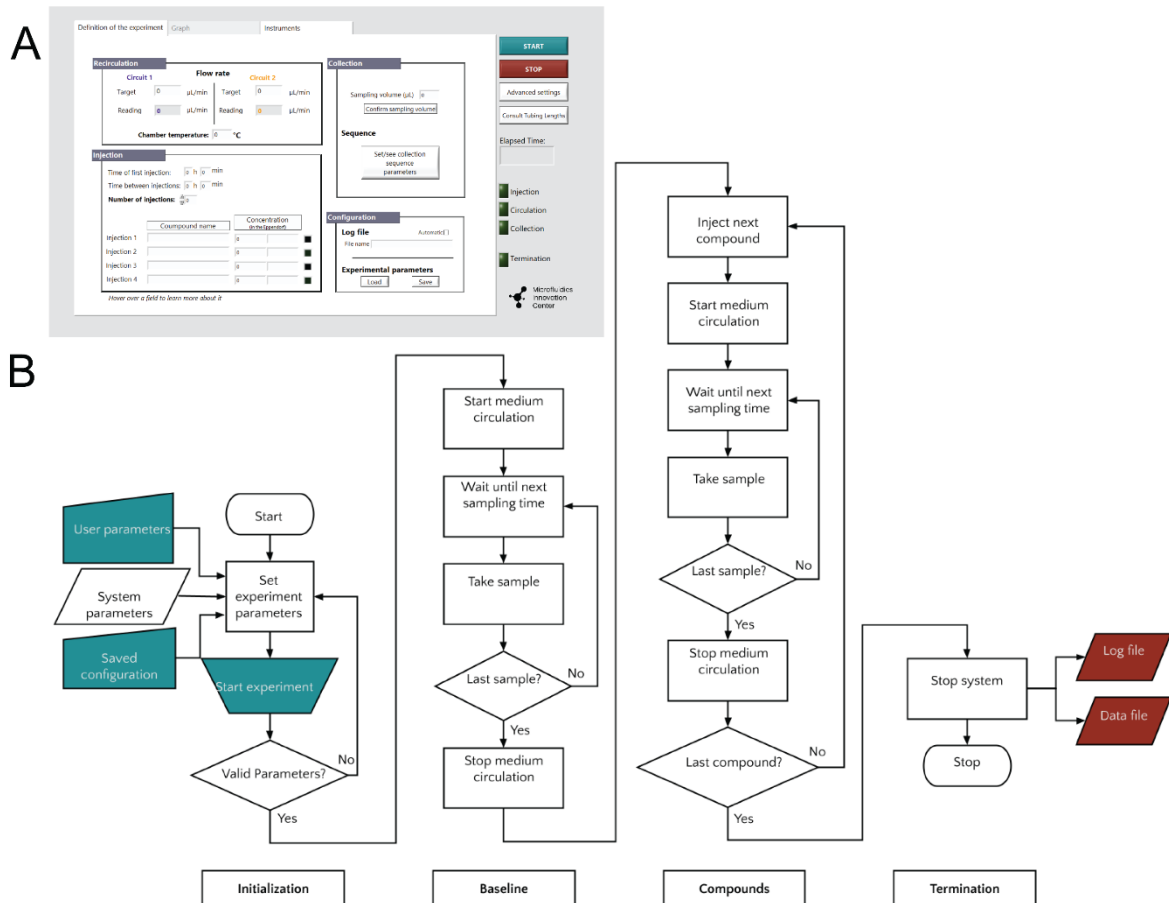 A
Definition of the experiment
Graph
Instruments
Recirculation
Circuit 1
Flow rate
Circuit 2
Target 0 µL/min
Target 0 µL/min
Reading 0 µL/min
Reading 0 µL/min
Chamber temperature: 0 °C
Injection
Time of first injection: 0 h 0 min
Time between injections: 0 h 0 min
Number of injections: 0
Coumpound name
Concentration
(in the Eppendorf)
Injection 1 0
Injection 2 0
Injection 3 0
Injection 4 0
Hover over a field to learn more about it
Collection
Sampling volume (µL) 0
Confirm sampling volume
Sequence
Set/see collection
sequence
parameters
Configuration
Log file
Automatic?
File name
Experimental parameters
Load
Save
START
STOP
Advanced settings
Consult Tubing Lengths
Elapsed Time:
Injection
Circulation
Collection
Termination
Microfluidics
Innovation
Center
B
User parameters
System
parameters
Saved
configuration
Start
Set
experiment
parameters
Start experiment
Valid Parameters?
No
Yes
Initialization
Start medium
circulation
Wait until next
sampling time
Take sample
Last sample?
No
Yes
Stop medium
circulation
Baseline
Inject next
compound
Start medium
circulation
Wait until next
sampling time
Take sample
Last sample?
No
Yes
Stop medium
circulation
Last compound?
No
Yes
Compounds
Stop system
Log file
Data file
Stop
Termination